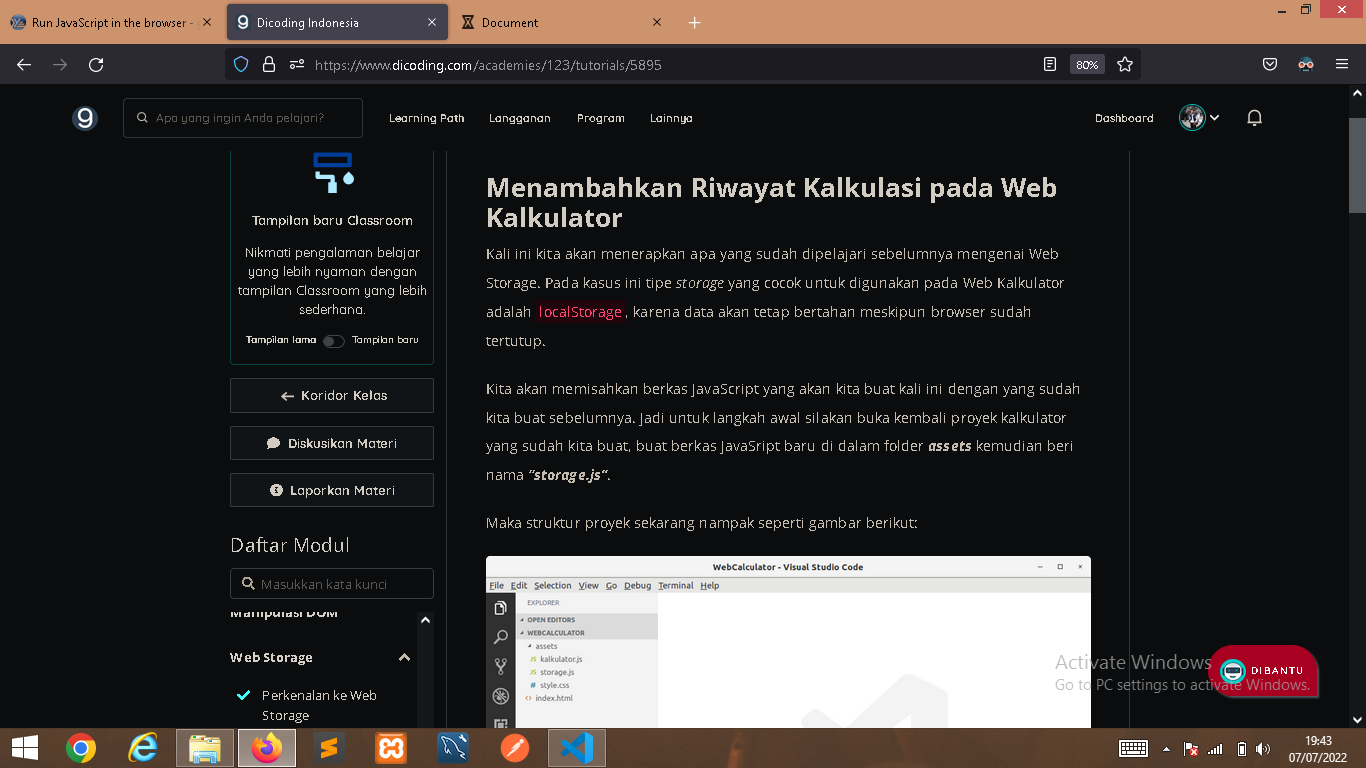 Run JavaScript in the browser -
Dicoding Indonesia
Document
https://www.dicoding.com/academies/123/tutorials/5895
80%
Apa yang ingin Anda pelajari?
Learning Path
Langganan
Program
Lainnya
Dashboard
Tampilan baru Classroom
Nikmati pengalaman belajar
yang lebih nyaman dengan
tampilan Classroom yang lebih
sederhana.
Tampilan lama
Tampilan baru
Koridor Kelas
Diskusikan Materi
Laporkan Materi
Daftar Modul
Masukkan kata kunci
Manipulasi DOM
Web Storage
Perkenalan ke Web
Storage
Menambahkan Riwayat Kalkulasi pada Web
Kalkulator
Kali ini kita akan menerapkan apa yang sudah dipelajari sebelumnya mengenai Web
Storage. Pada kasus ini tipe storage yang cocok untuk digunakan pada Web Kalkulator
adalah localStorage, karena data akan tetap bertahan meskipun browser sudah
tertutup.
Kita akan memisahkan berkas JavaScript yang akan kita buat kali ini dengan yang sudah
kita buat sebelumnya. Jadi untuk langkah awal silakan buka kembali proyek kalkulator
yang sudah kita buat, buat berkas JavaSript baru di dalam folder assets kemudian beri
nama “storage.js”.
Maka struktur proyek sekarang nampak seperti gambar berikut:
WebCalculator - Visual Studio Code
File Edit Selection View Go Debug Terminal Help
EXPLORER
OPEN EDITORS
WEBCALCULATOR
assets
JS kalkulator.js
JS storage.js
# style.css
<> index.html
Activate Windows
Go to PC settings to activate Windows.
DIBANTU
19:43
07/07/2022